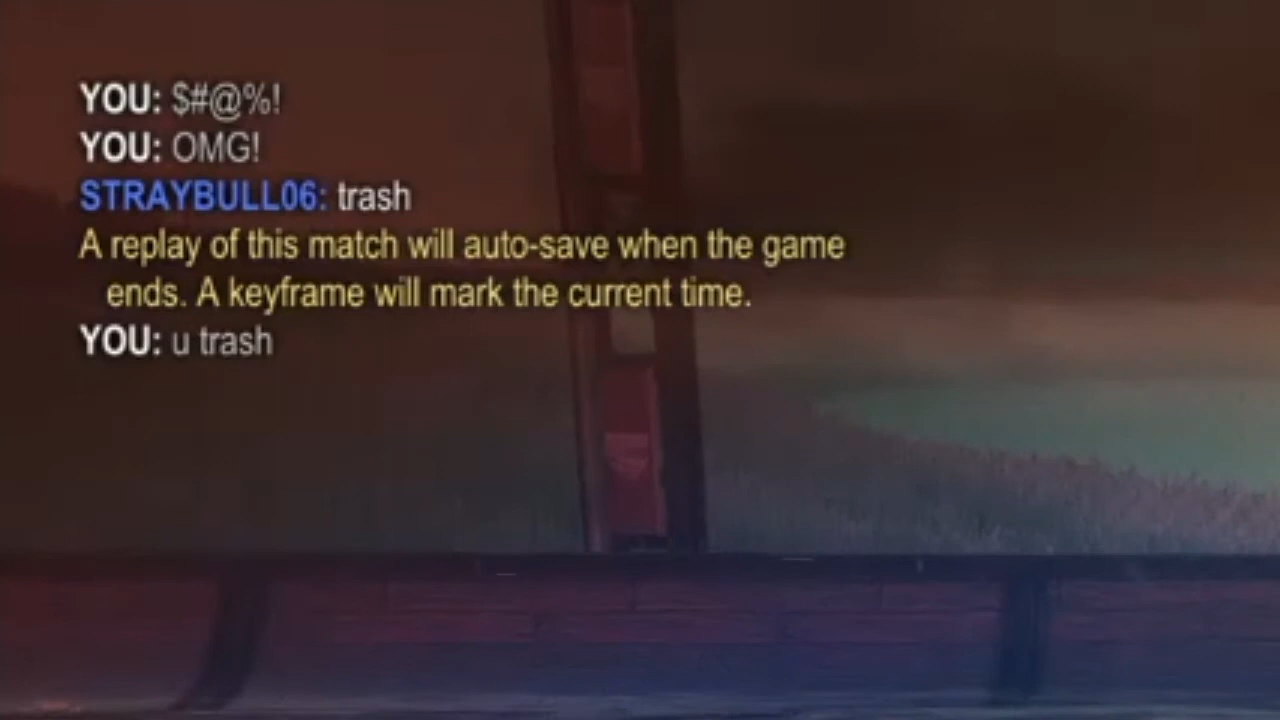 YOU: $#@%!
YOU: OMG!
STRAYBULL06: trash
A replay of this match will auto-save when the game
ends. A keyframe will mark the current time.
YOU: u trash